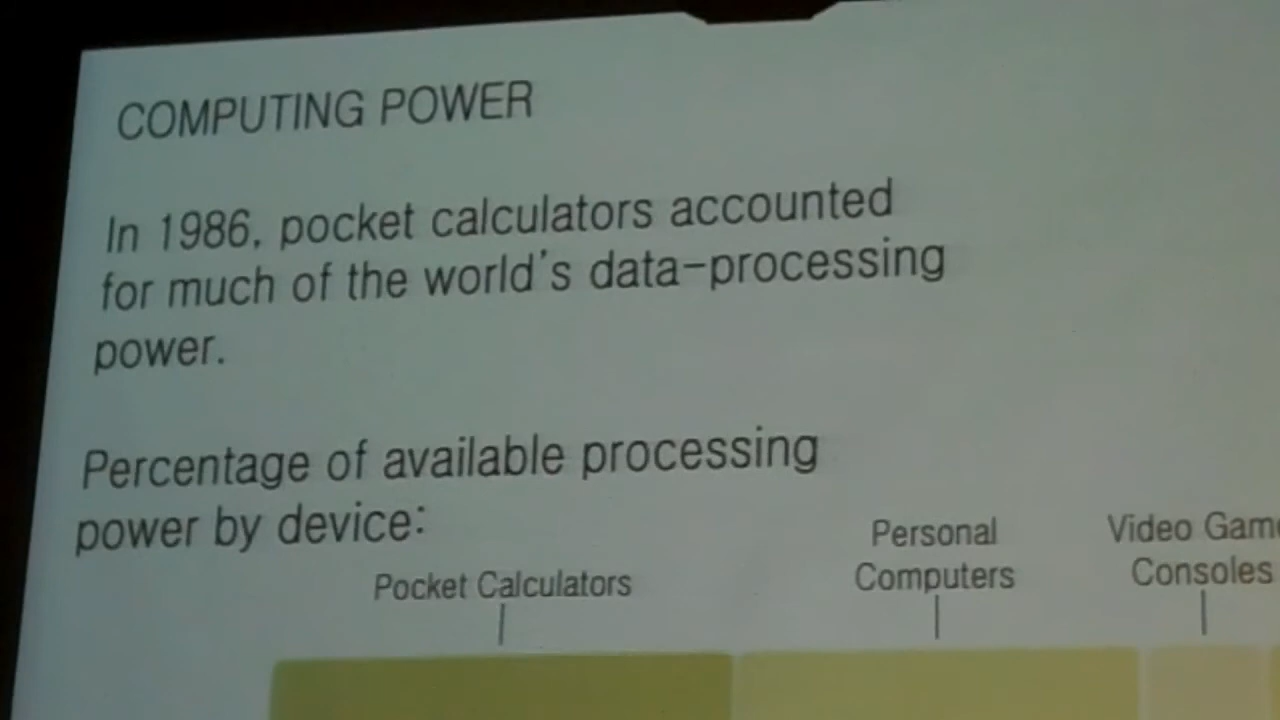 COMPUTING POWER
In 1986, pocket calculators accounted
for much of the world's data-processing
power.
Percentage of available processing
power by device:
Pocket Calculators
Personal
Computers
Video Game
Consoles